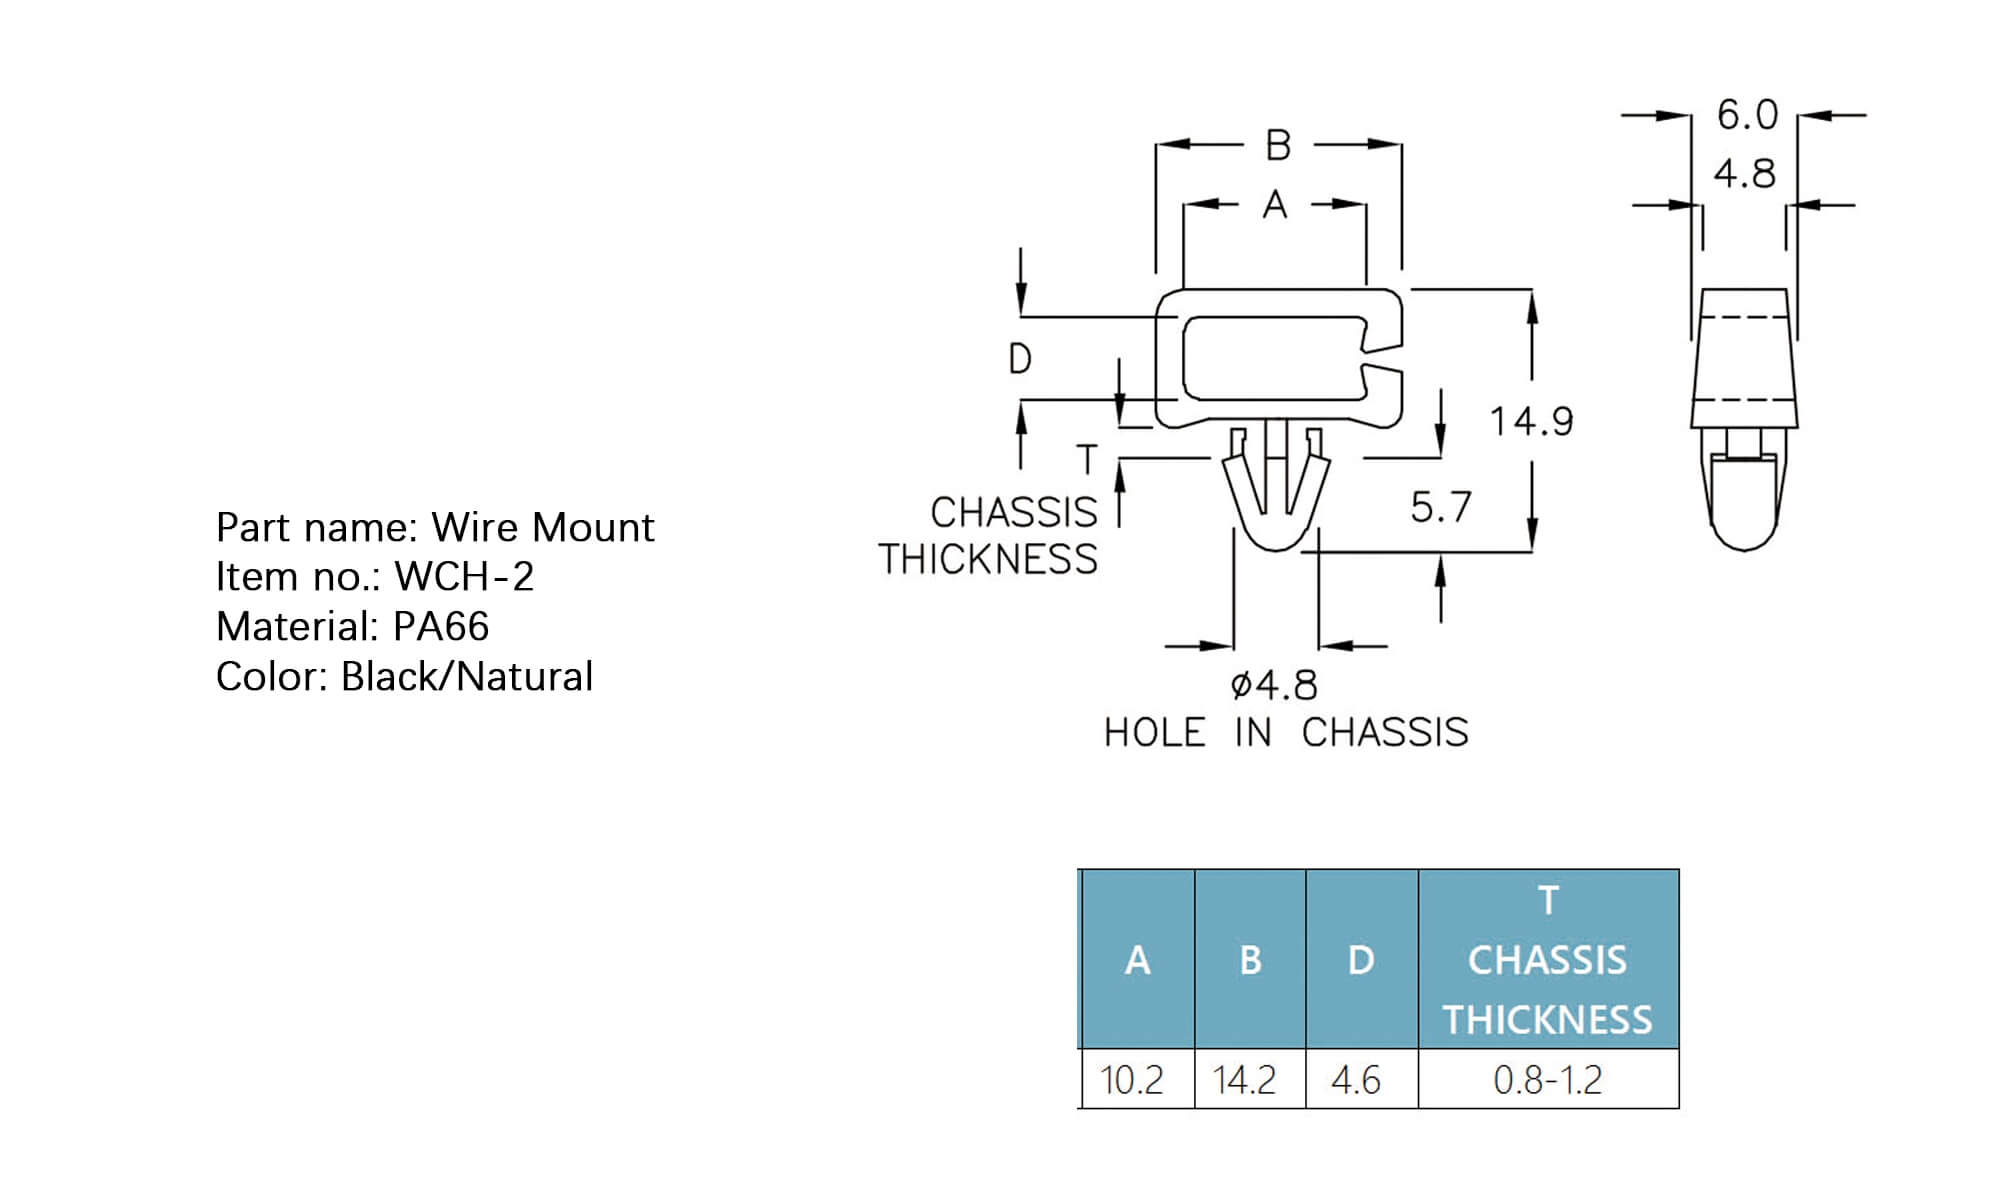 Part name: Wire Mount
Item no.: WCH-2
Material: PA66
Color: Black/Natural
B
A
D
T
CHASSIS
THICKNESS
14.9
5.7
ø4.8
HOLE IN CHASSIS
6.0
4.8
A B D T CHASSIS THICKNESS
10.2 14.2 4.6 0.8-1.2